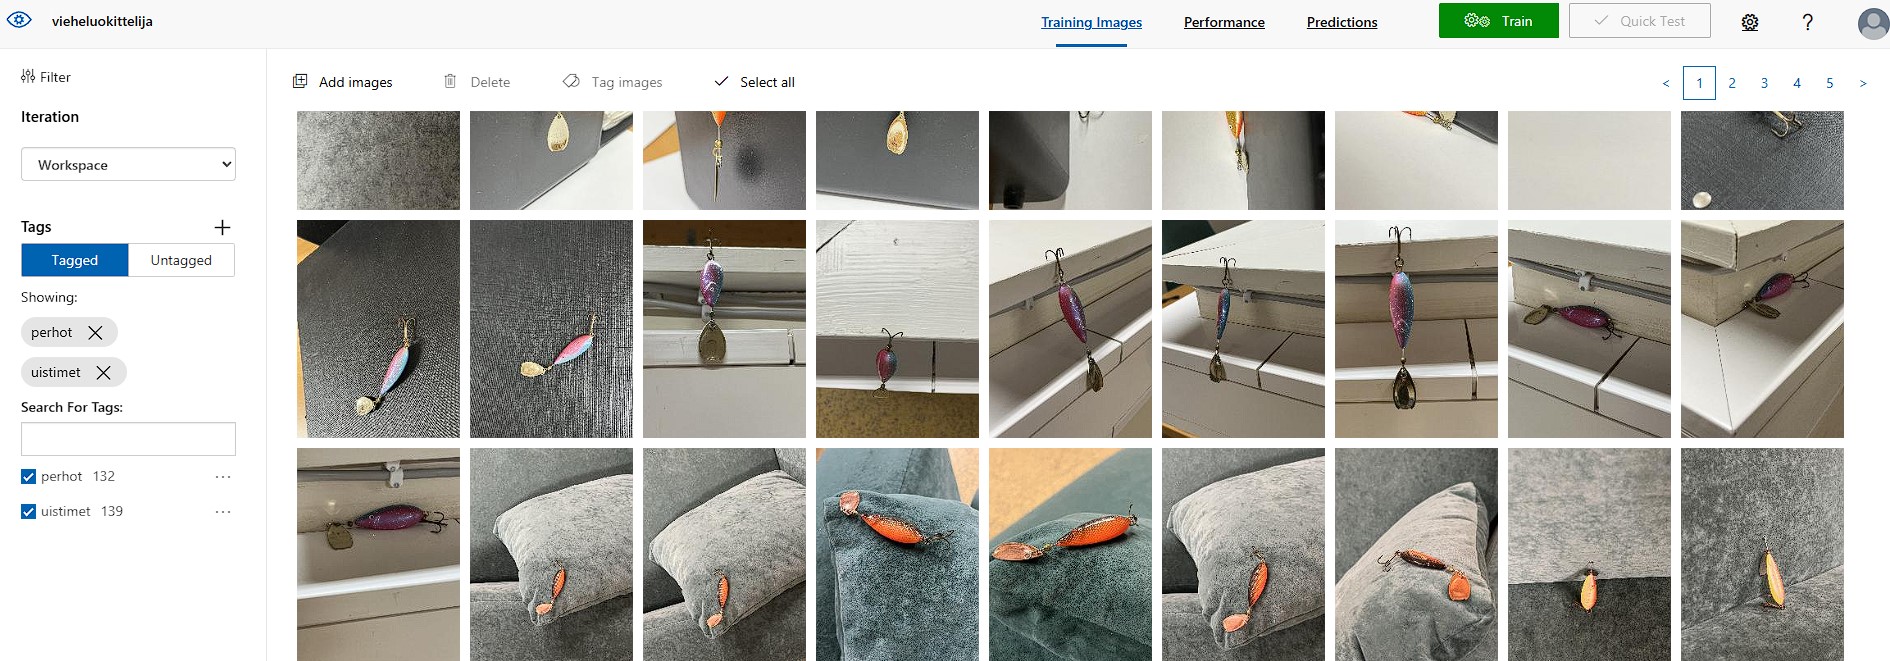 vieheluokittelija
Training Images
Performance
Predictions
Train
Quick Test
?
Filter
Add images
Delete
Tag images
Select all
< 1 2 3 4 5 >
Iteration
Workspace
Tags
Tagged
Untagged
Showing:
perhot
uistimet
Search For Tags:
perhot 132 ...
uistimet 139 ...